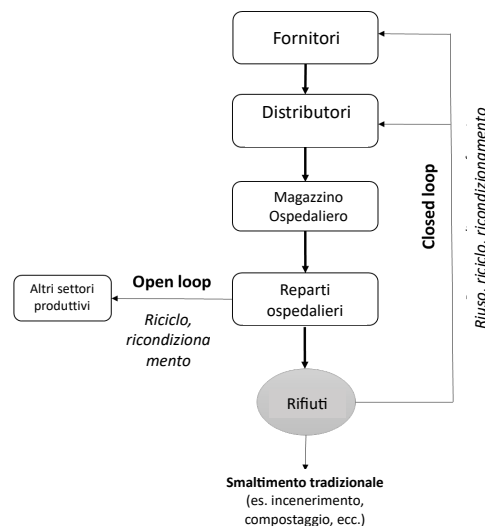 Fornitori
Distributori
Magazzino
Ospedaliero
Reparti
ospedalieri
Altri settori
produttivi
Open loop
Riciclo,
ricondiziona
mento
Closed loop
Riuso, riciclo, ricondizionamento
Rifiuti
Smaltimento tradizionale
(es. incenerimento,
compostaggio, ecc.)